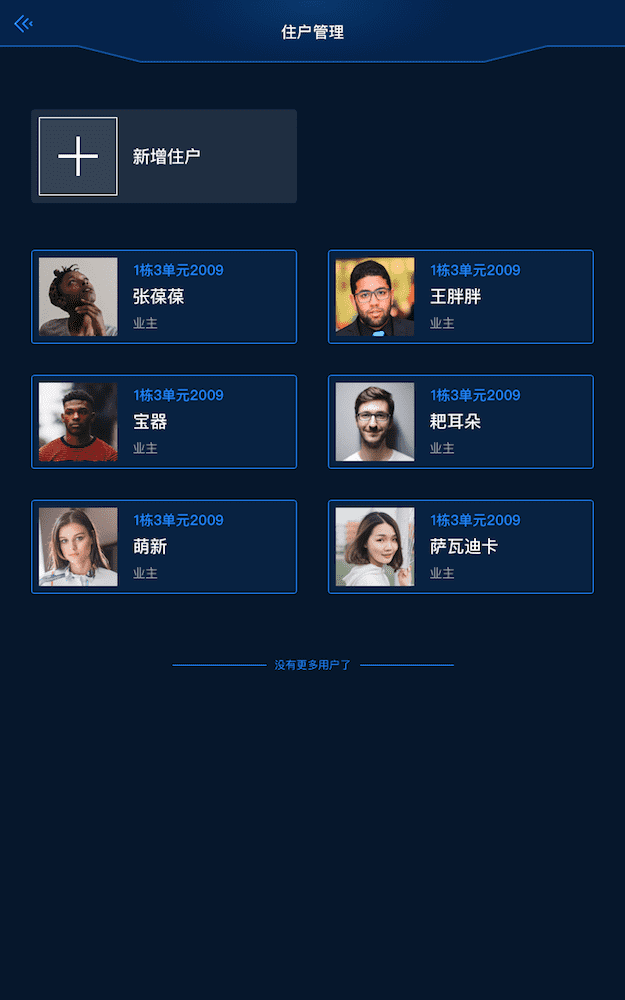 住户管理
新增住户
1栋3单元2009
张葆葆
业主
1栋3单元2009
王胖胖
业主
1栋3单元2009
宝器
业主
1栋3单元2009
耙耳朵
业主
1栋3单元2009
萌新
业主
1栋3单元2009
萨瓦迪卡
业主
没有更多用户了